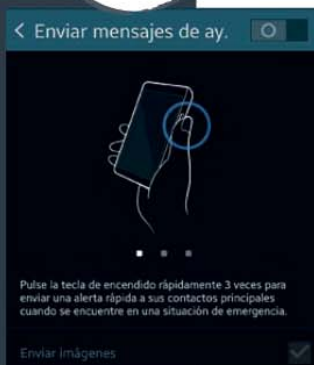 Enviar mensajes de ay.
Pulse la tecla de encendido rápidamente 3 veces para
enviar una alerta rápida a sus contactos principales
cuando se encuentre en una situación de emergencia.
Enviar imágenes